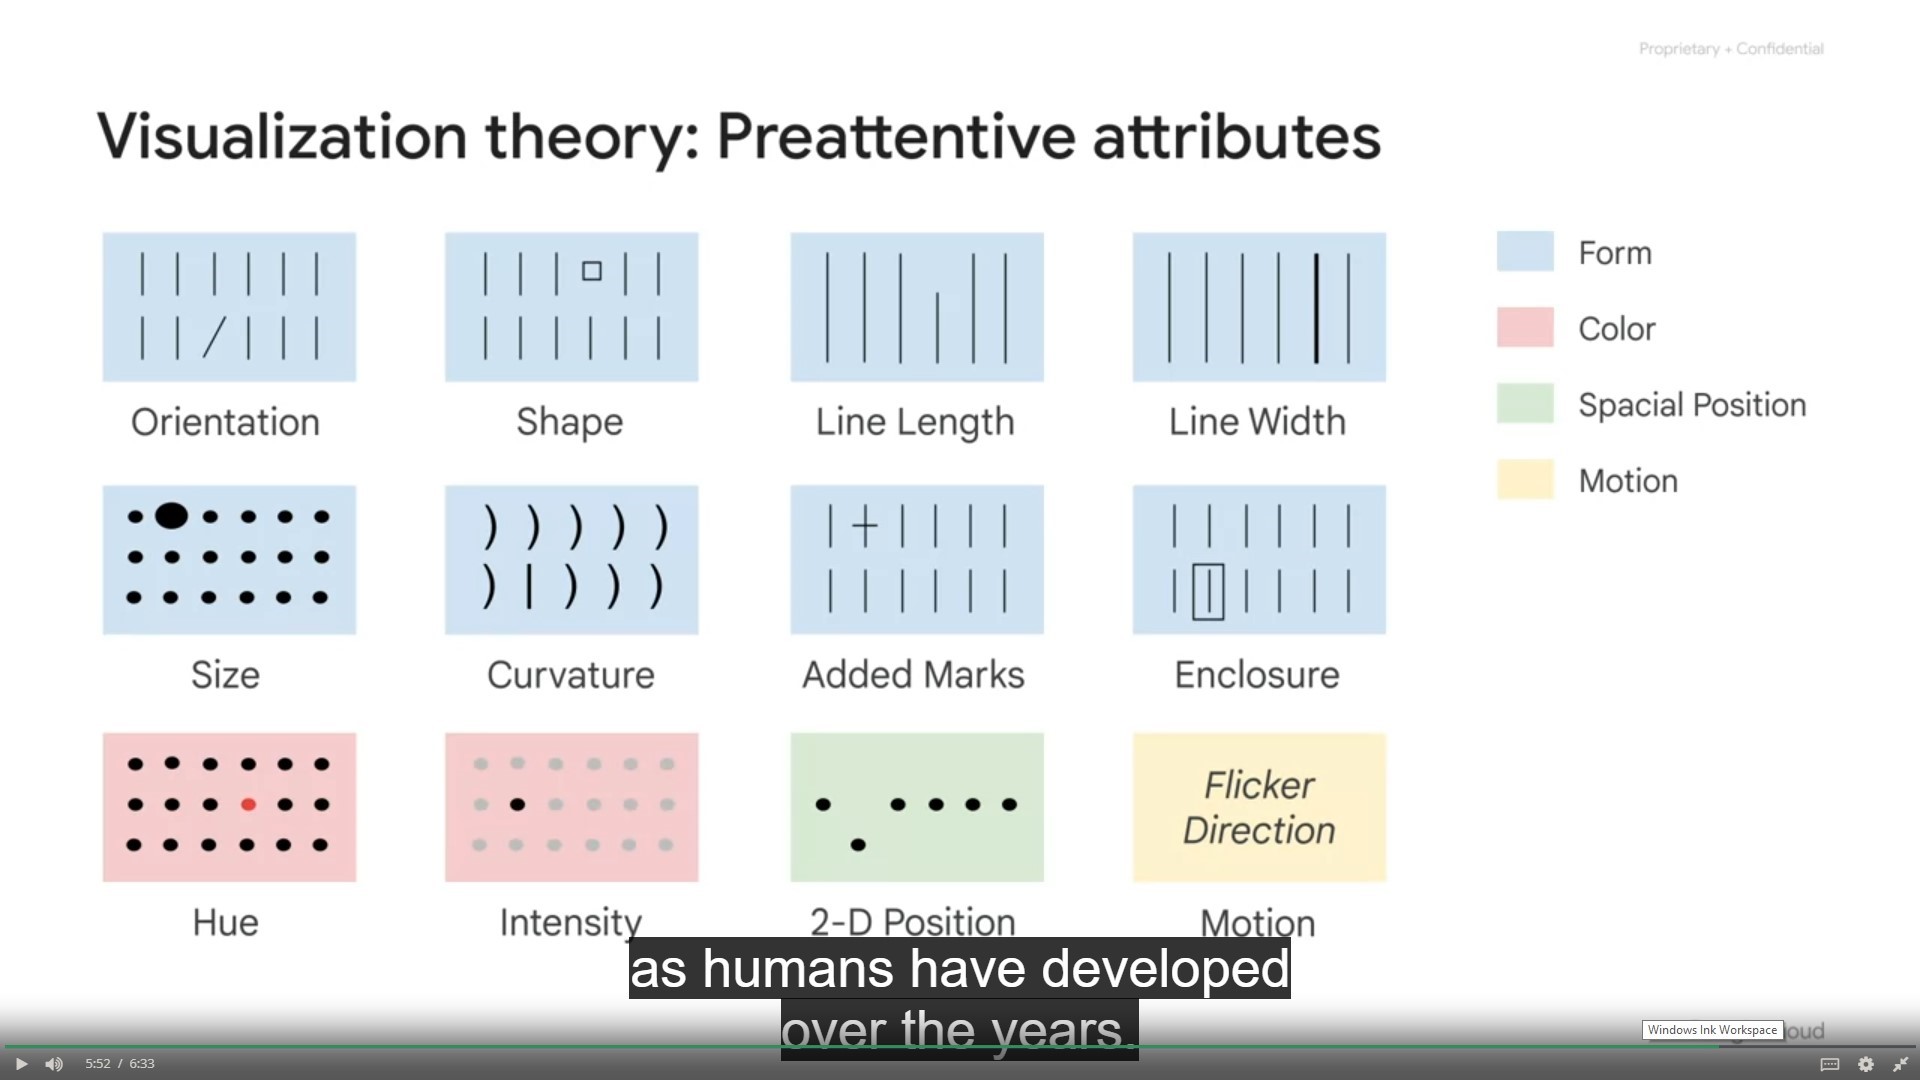 Proprietary + Confidential
Visualization theory: Preattentive attributes
Form
Color
Spacial Position
Motion
Orientation
Shape
Line Length
Line Width
Size
Curvature
Added Marks
Enclosure
Flicker
Direction
Hue
Intensity
2-D Position
Motion
as humans have developed
over the years.
Windows Ink Workspace
5:52 / 6:33